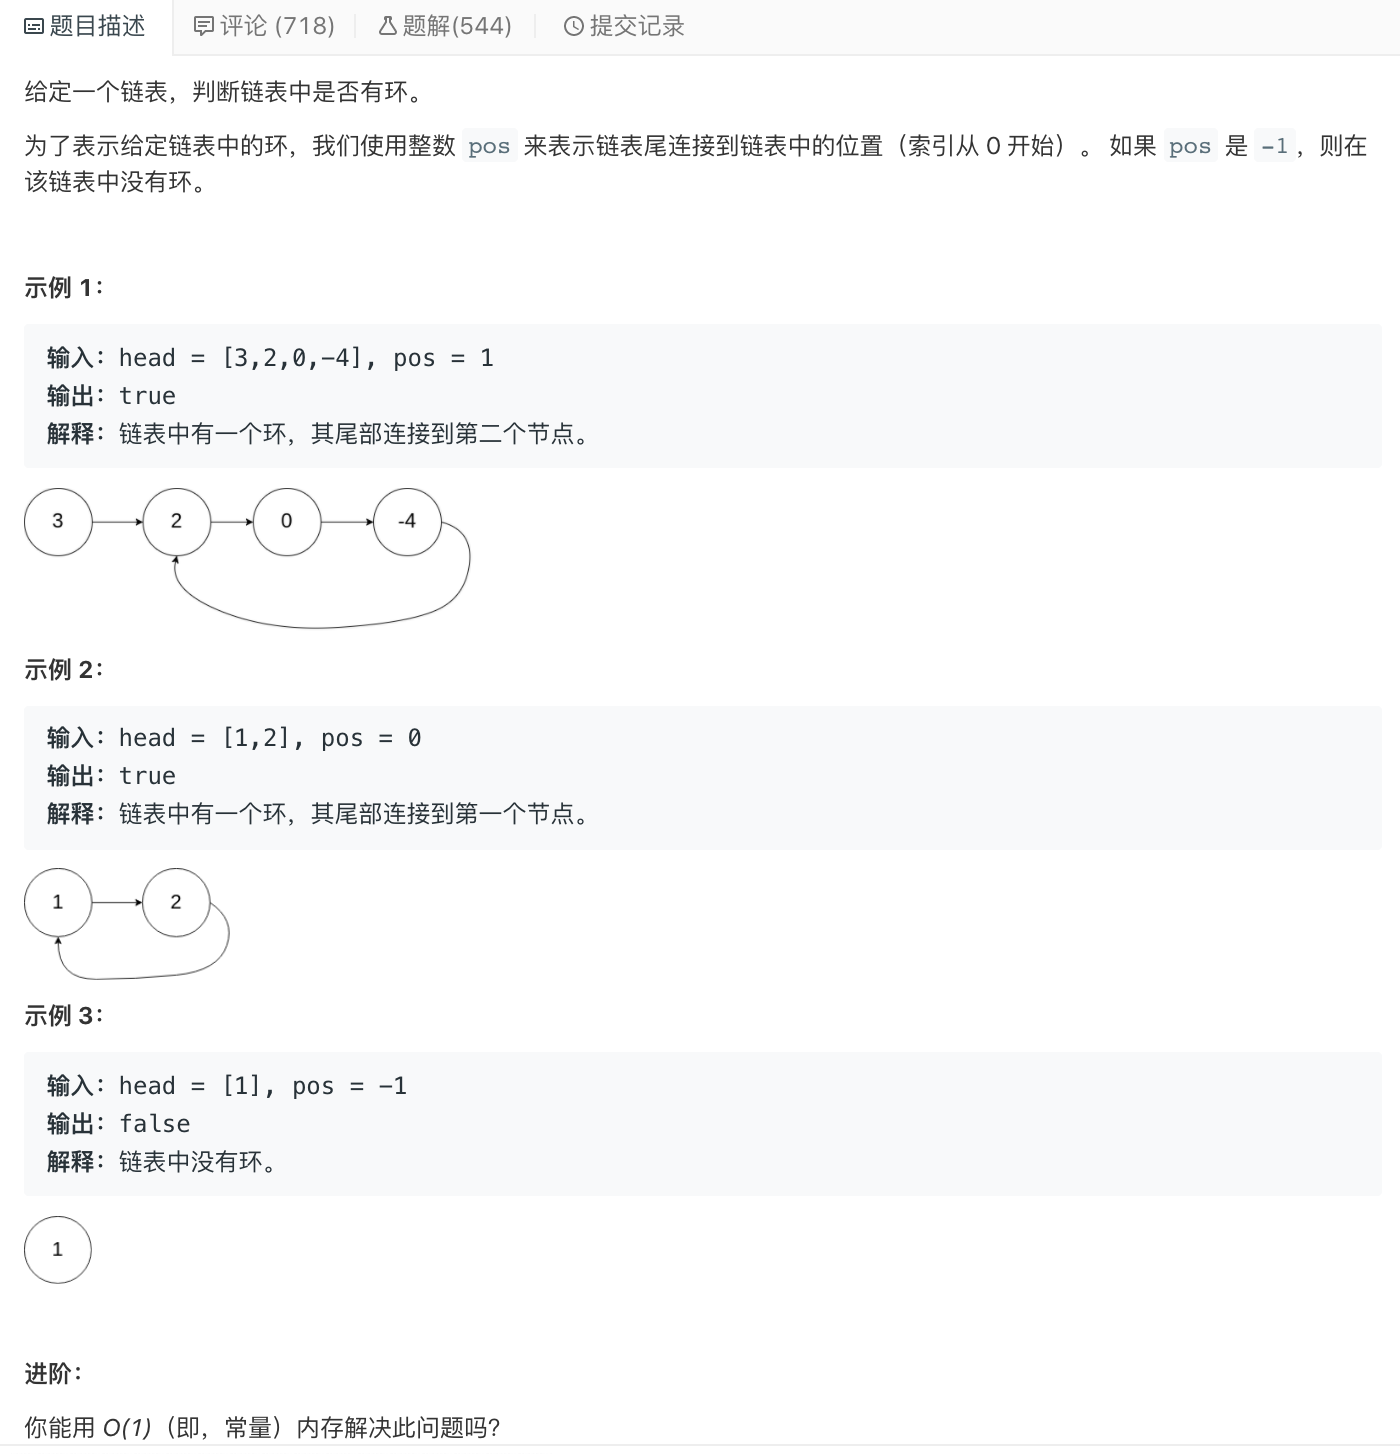 题目描述 评论 (718) 题解(544) 提交记录
给定一个链表，判断链表中是否有环。
为了表示给定链表中的环，我们使用整数 pos 来表示链表尾连接到链表中的位置（索引从 0 开始）。 如果 pos 是 -1，则在
该链表中没有环。
示例 1：
输入：head = [3,2,0,-4], pos = 1
输出：true
解释：链表中有一个环，其尾部连接到第二个节点。
3 2 0 -4
示例 2：
输入：head = [1,2], pos = 0
输出：true
解释：链表中有一个环，其尾部连接到第一个节点。
1 2
示例 3：
输入：head = [1], pos = -1
输出：false
解释：链表中没有环。
1
进阶：
你能用 O(1)（即，常量）内存解决此问题吗？